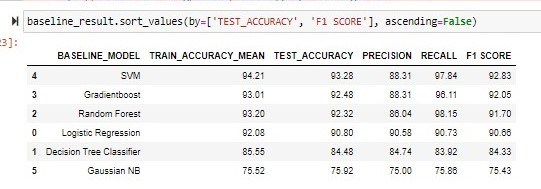 baseline_result.sort_values(by=['TEST_ACCURACY', 'F1 SCORE'], ascending=False)
23]:
BASELINE_MODEL TRAIN_ACCURACY_MEAN TEST_ACCURACY PRECISION RECALL F1 SCORE
4 SVM 94.21 93.28 88.31 97.84 92.83
3 Gradientboost 93.01 92.48 88.31 96.11 92.05
2 Random Forest 93.20 92.32 86.04 98.15 91.70
0 Logistic Regression 92.08 90.80 90.58 90.73 90.66
1 Decision Tree Classifier 85.55 84.48 84.74 83.92 84.33
5 Gaussian NB 75.52 75.92 75.00 75.86 75.43